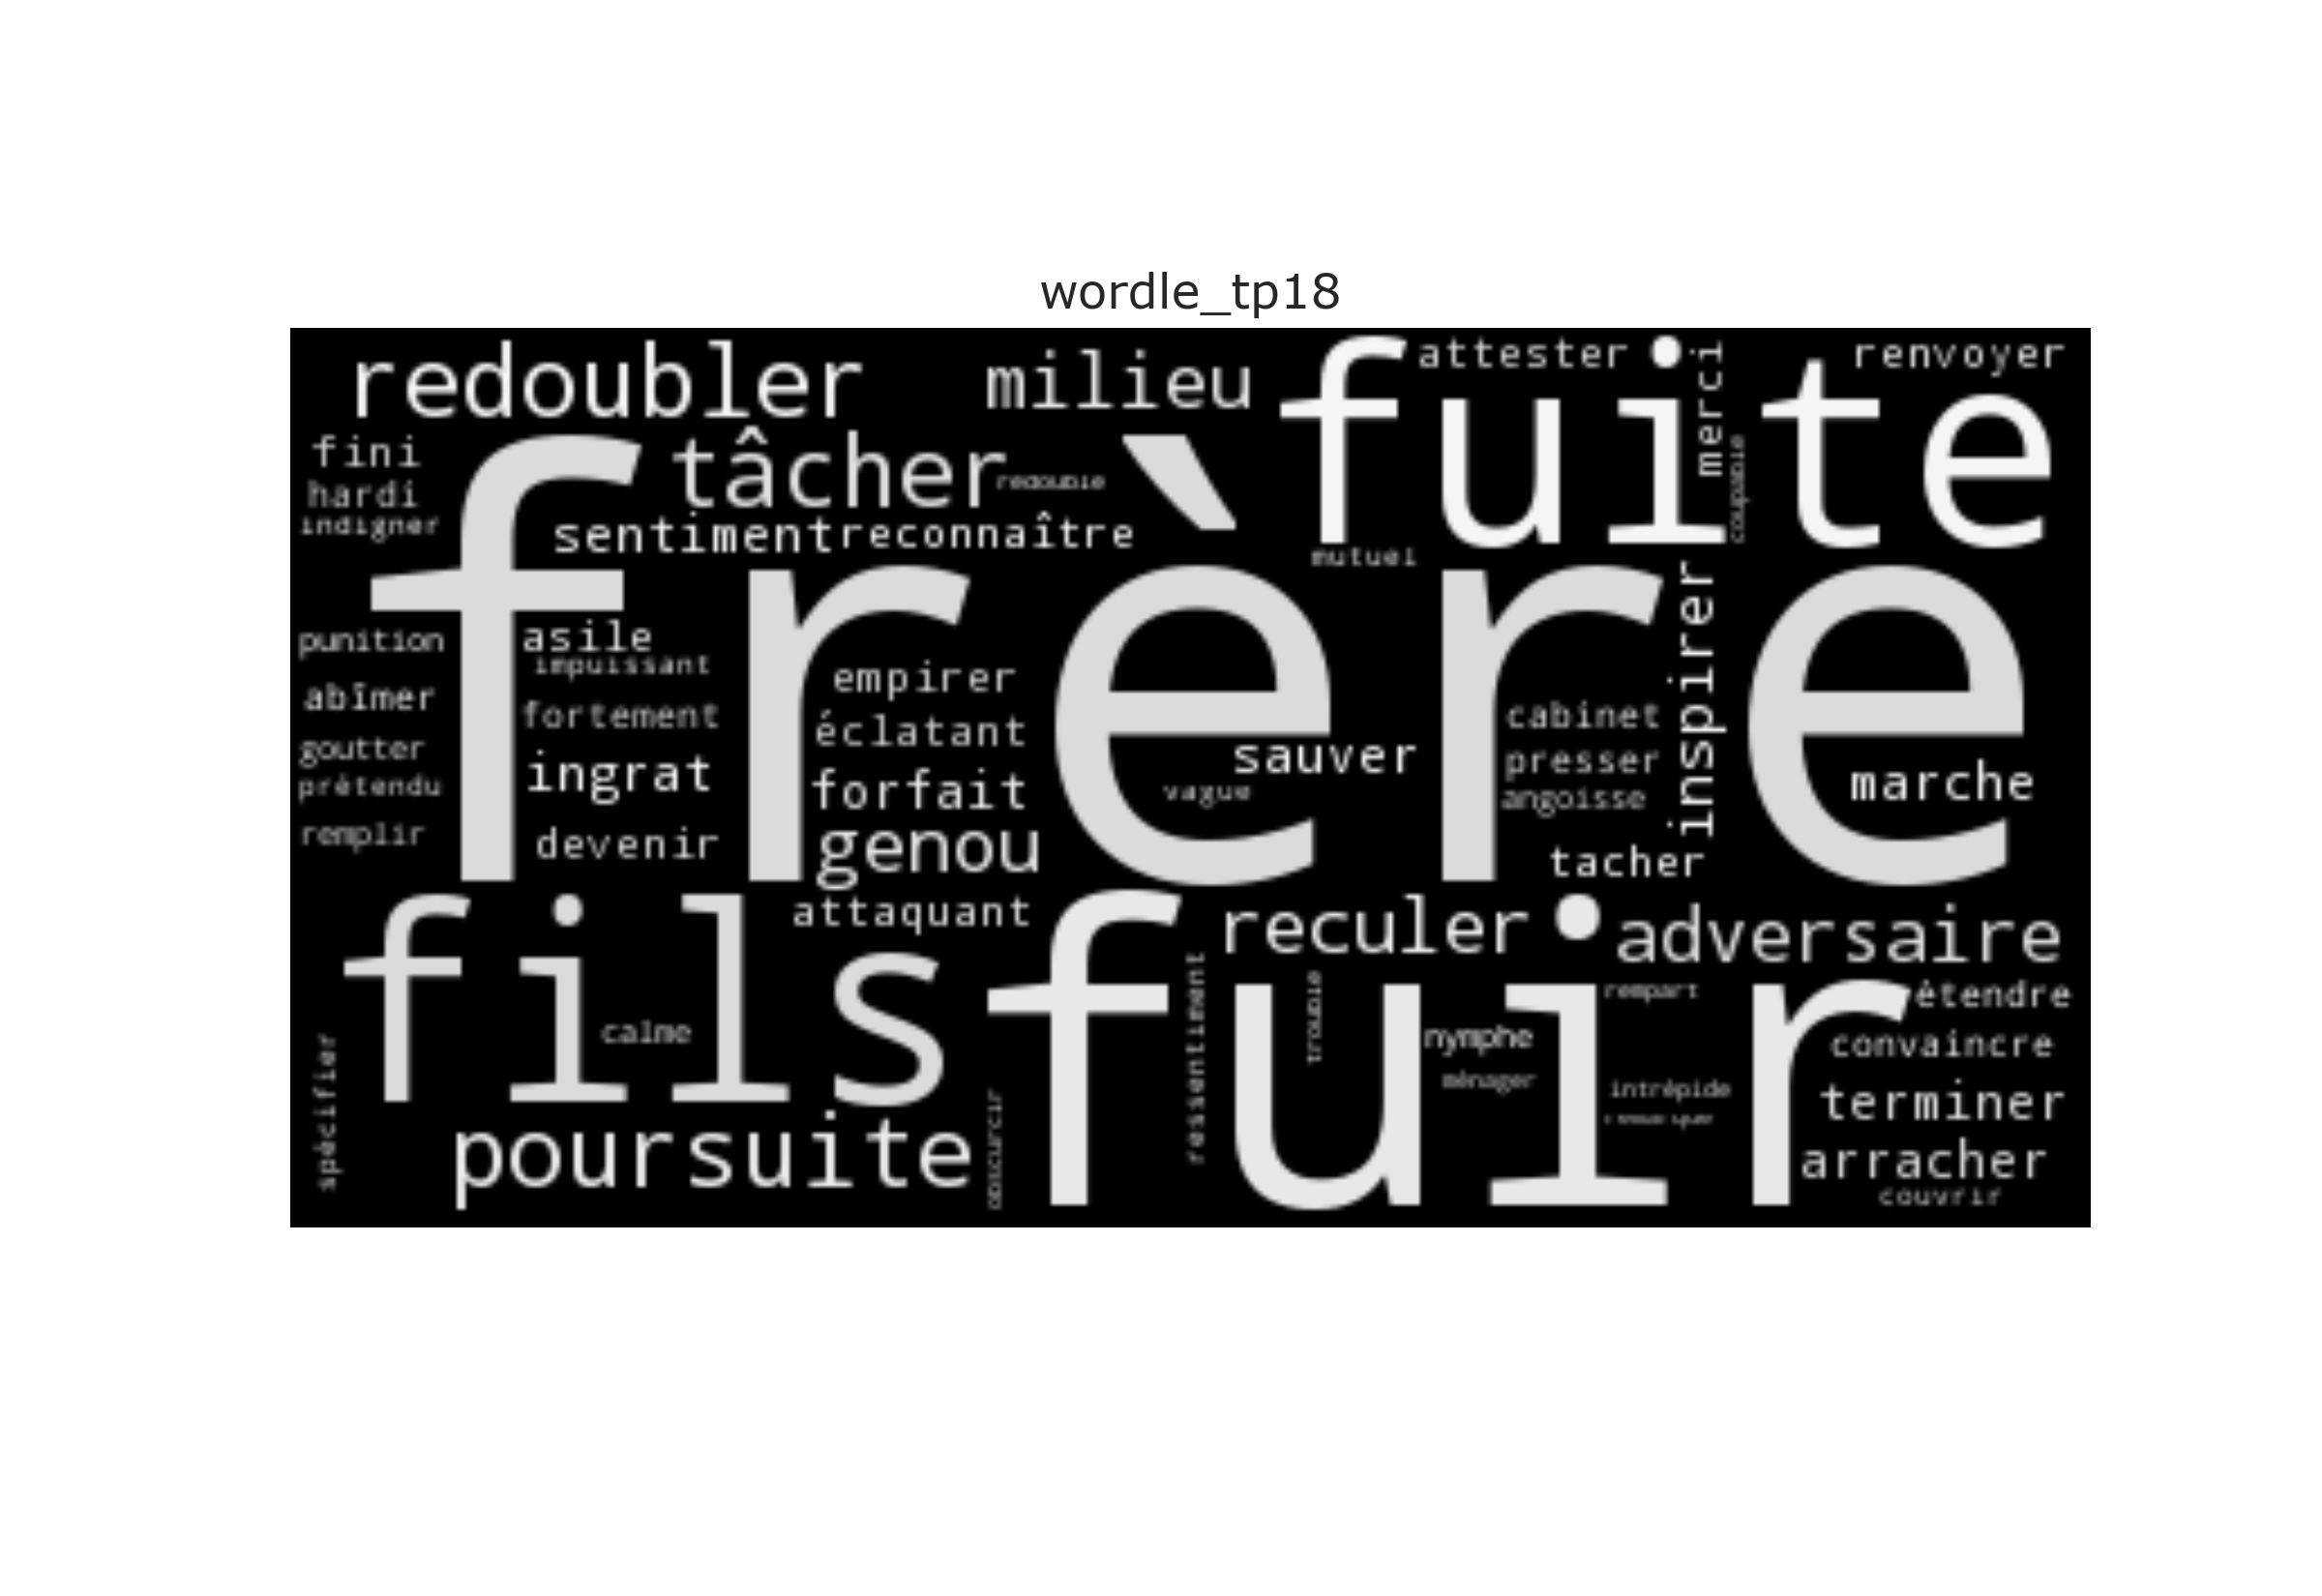 wordle_tp18
redoubler
milieu
fuite
attester
merci
renvoyer
fini
hardi
indigner
tâcher
redouble
sentiment
reconnaître
coupable
mutuel
frère
punition
asile
impuissant
abîmer
fortement
empirer
éclatant
inspirer
cabinet
goutter
ingrat
forfait
sauver
presser
marche
prétendu
vague
angoisse
remplir
devenir
genou
tacher
fils
attaquant
fuir
reculer
adversaire
calme
ressentiment
trouble
rempart
étendre
nymphe
convaincre
ménager
intrépide
terminer
spécifier
poursuite
obscurcir
arracher
couvrir